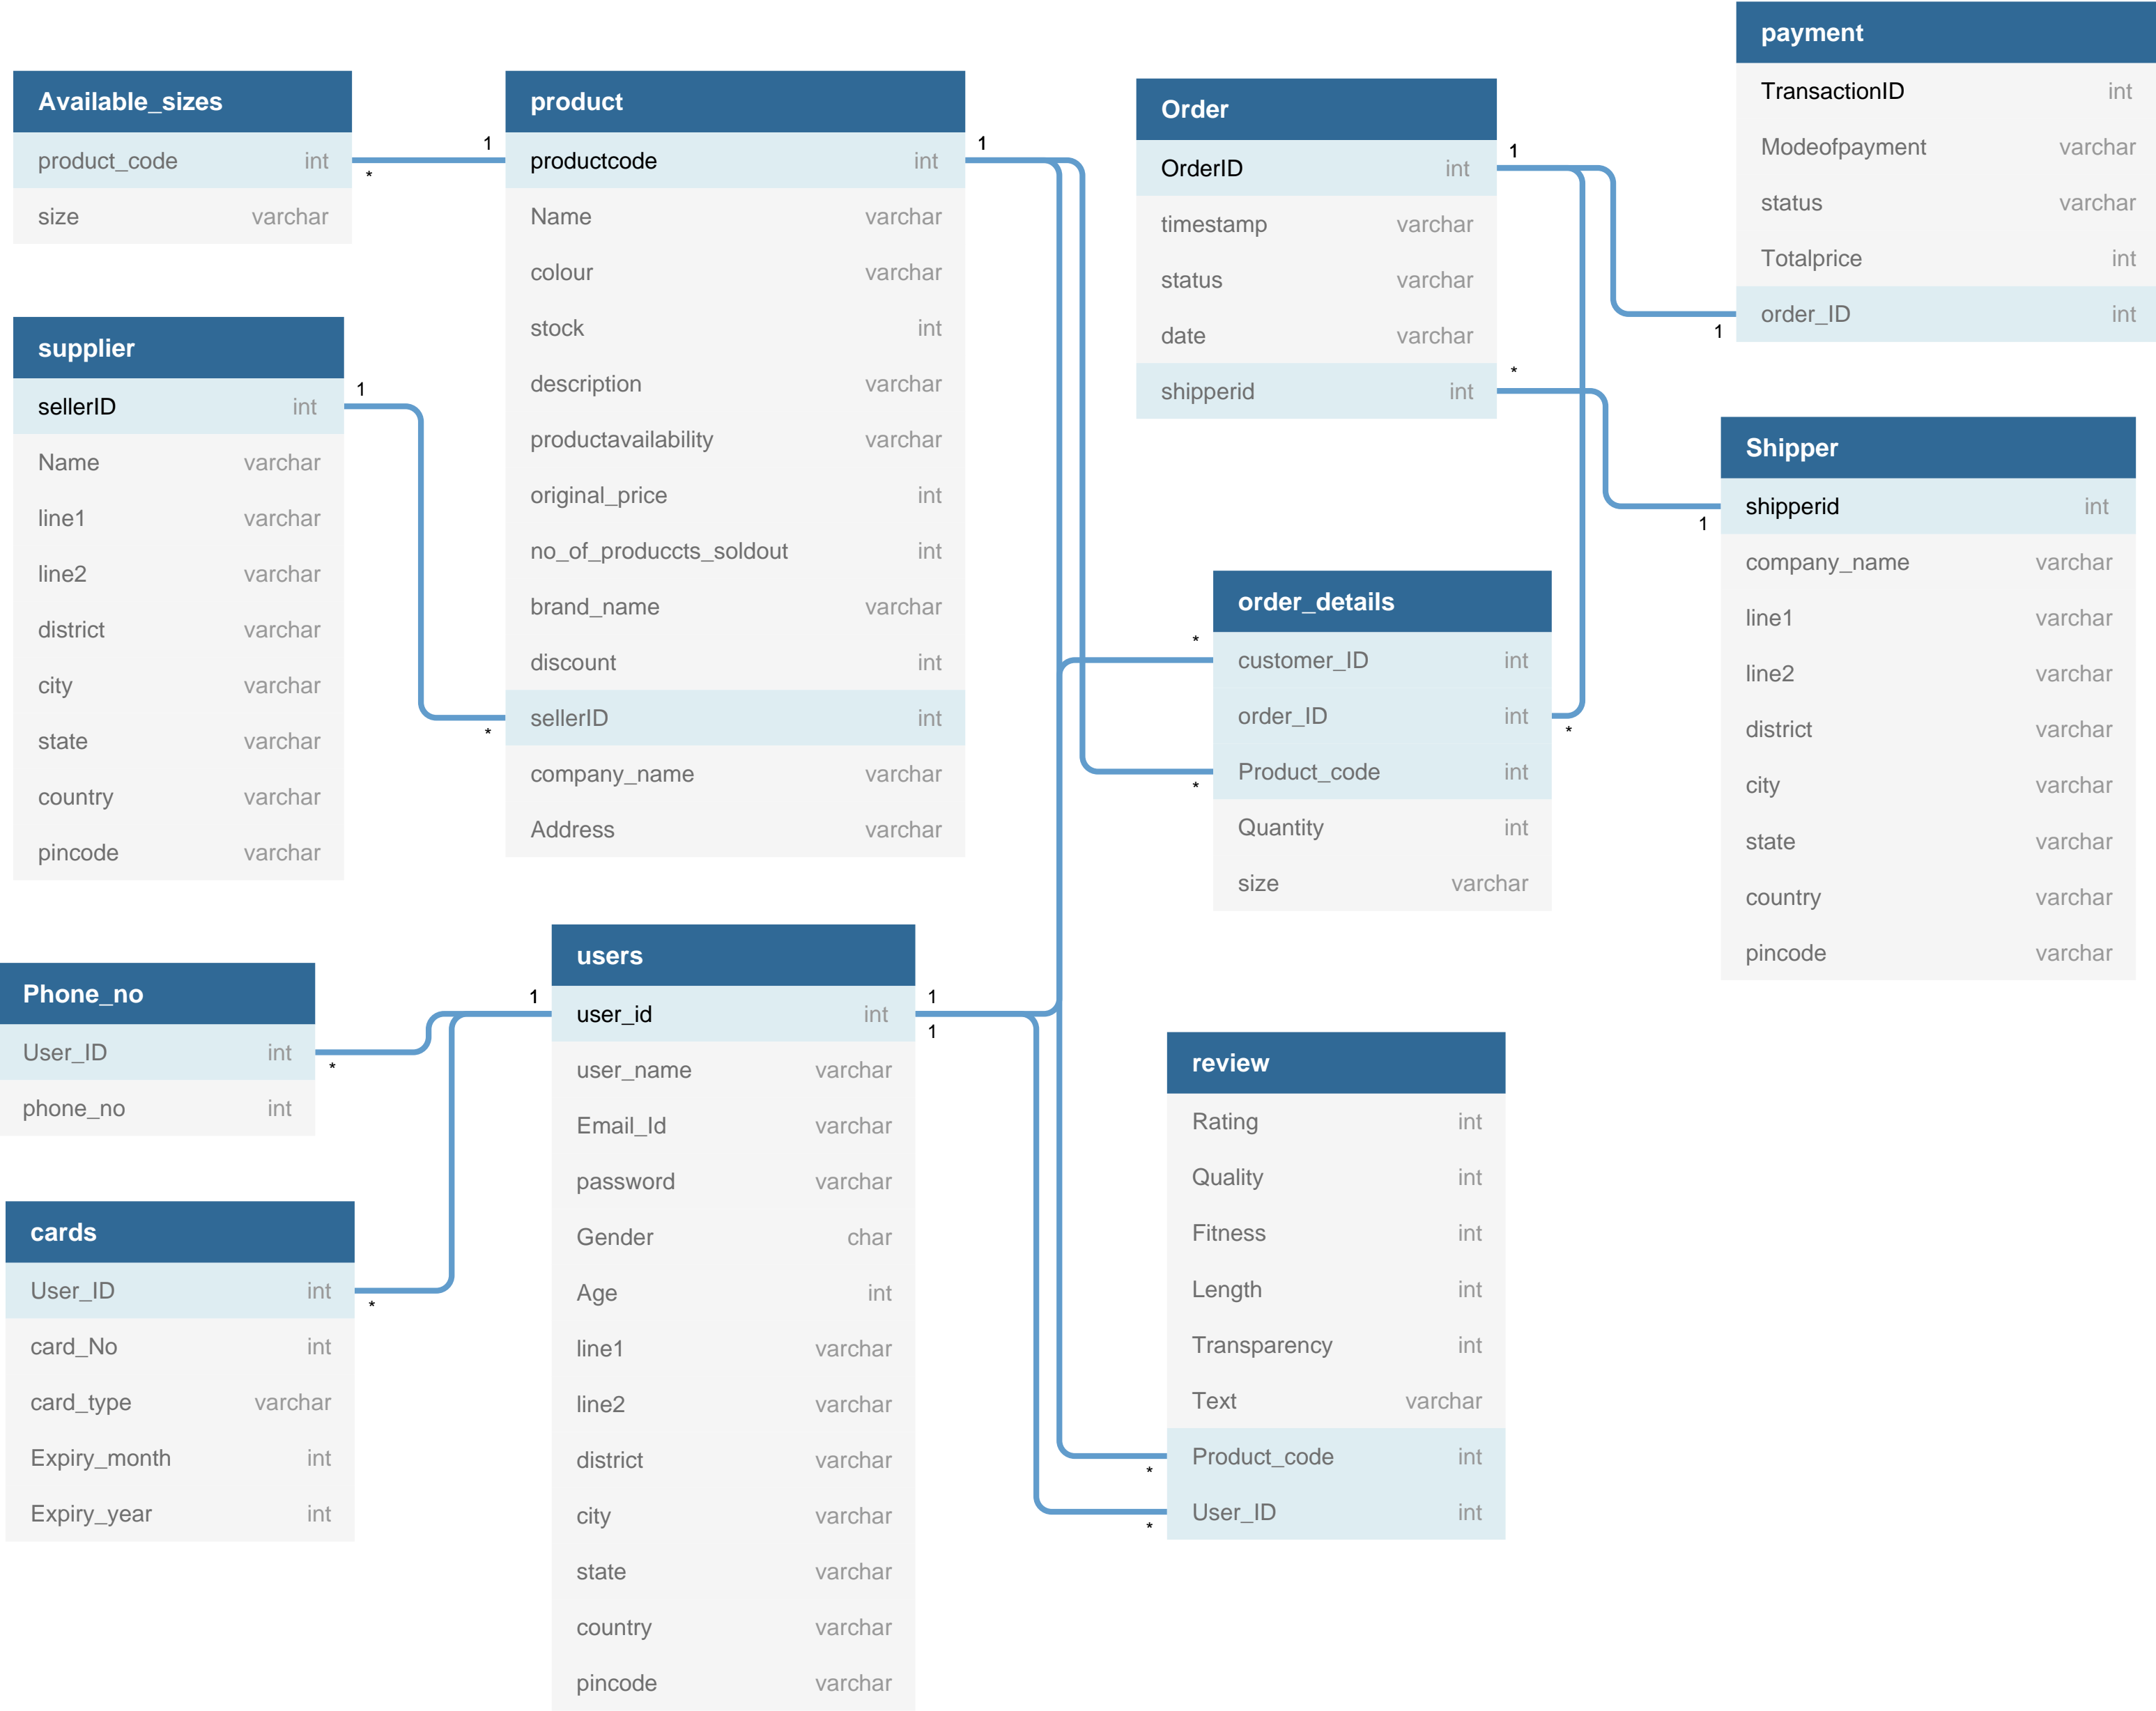 Available_sizes
product_code int
size varchar
1
*
supplier
sellerID int
Name varchar
line1 varchar
line2 varchar
district varchar
city varchar
state varchar
country varchar
pincode varchar
1
*
product
productcode int
Name varchar
colour varchar
stock int
description varchar
productavailability varchar
original_price int
no_of_produccts_soldout int
brand_name varchar
discount int
sellerID int
company_name varchar
Address varchar
1
Order
OrderID int
timestamp varchar
status varchar
date varchar
shipperid int
1
*
payment
TransactionID int
Modeofpayment varchar
status varchar
Totalprice int
order_ID int
1
Shipper
shipperid int
company_name varchar
line1 varchar
line2 varchar
district varchar
city varchar
state varchar
country varchar
pincode varchar
1
order_details
customer_ID int
order_ID int
Product_code int
Quantity int
size varchar
*
*
*
Phone_no
User_ID int
phone_no int
*
cards
User_ID int
card_No int
card_type varchar
Expiry_month int
Expiry_year int
*
users
user_id int
user_name varchar
Email_Id varchar
password varchar
Gender char
Age int
line1 varchar
line2 varchar
district varchar
city varchar
state varchar
country varchar
pincode varchar
1
1
1
review
Rating int
Quality int
Fitness int
Length int
Transparency int
Text varchar
Product_code int
User_ID int
*
*